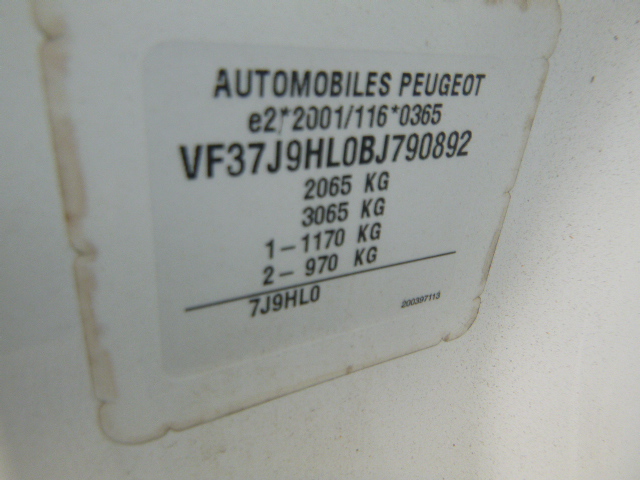 AUTOMOBILES PEUGEOT
e2*2001/116*0365
VF37J9HL0BJ790892
2065 KG
3065 KG
1-1170 KG
2- 970 KG
7J9HL0
200397113